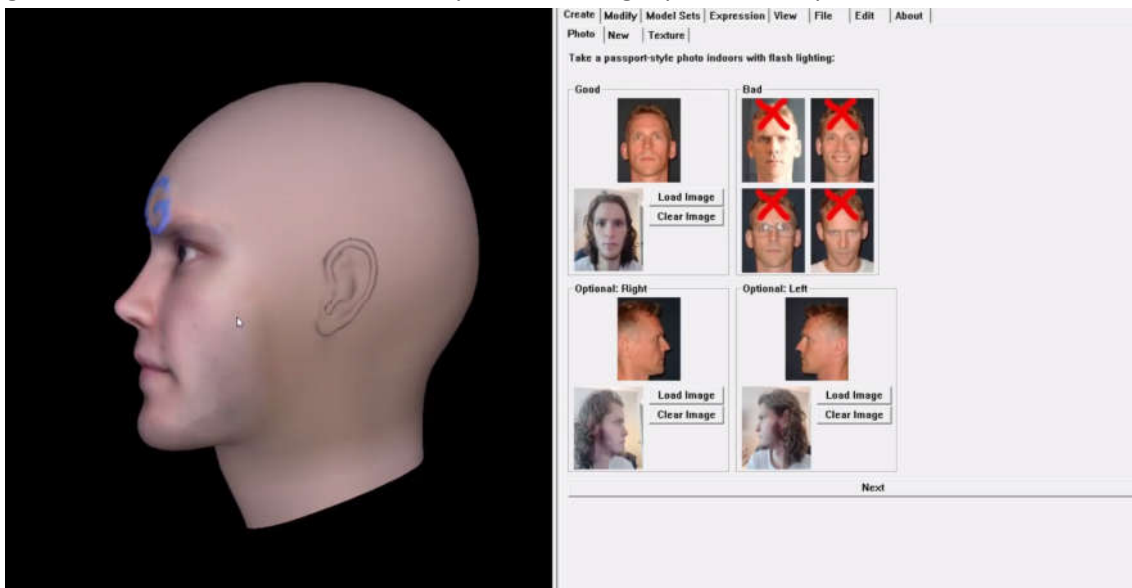 Create Modify Model Sets Expression View File Edit About
Photo New Texture
Take a passport-style photo indoors with flash lighting:
Good
Bad
Load Image
Clear Image
Optional: Right
Optional: Left
Load Image
Clear Image
Load Image
Clear Image
Next
G